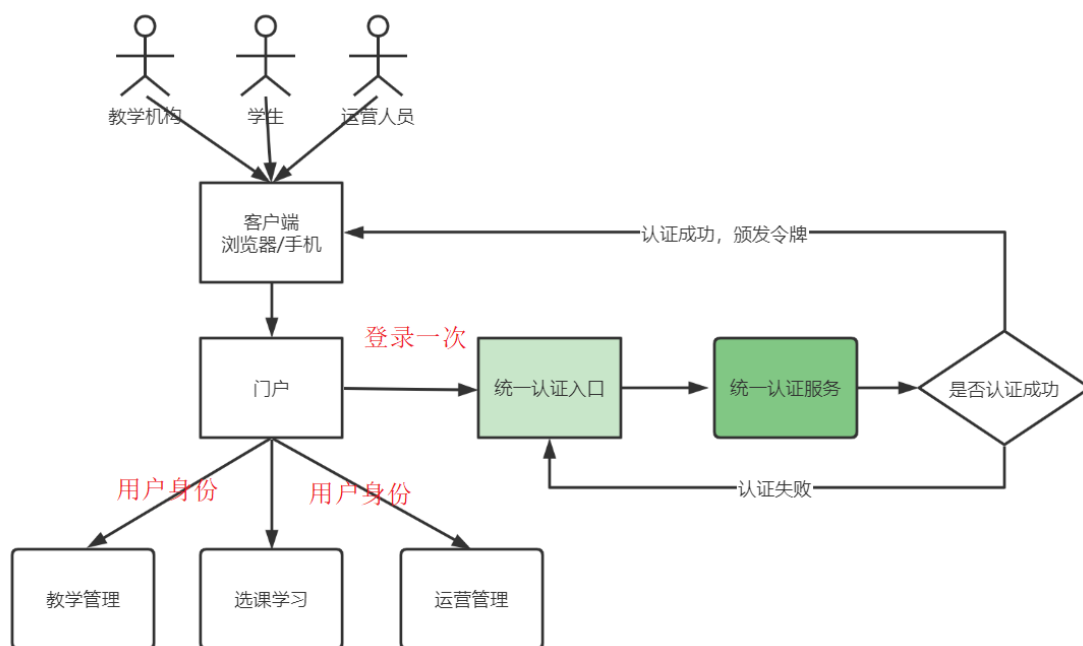 教学机构
学生
运营人员
客户端
浏览器/手机
认证成功，颁发令牌
登录一次
门户
统一认证入口
统一认证服务
是否认证成功
用户身份
用户身份
认证失败
教学管理
选课学习
运营管理